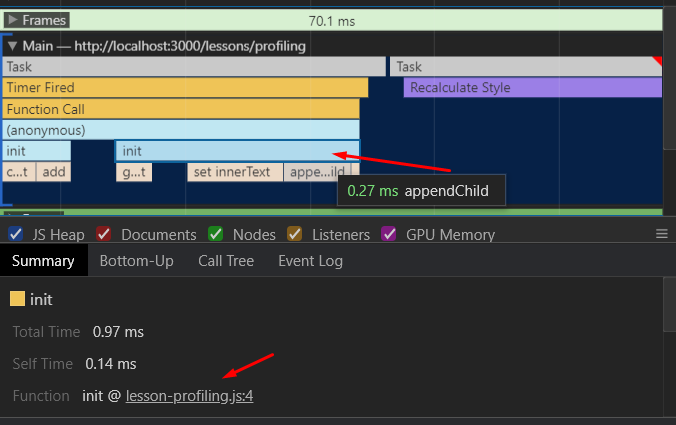 Frames
70.1 ms
Main — http://localhost:3000/lessons/profiling
Task Task
Timer Fired Recalculate Style
Function Call
(anonymous)
init init
c…t add g…t set innerText appe…ild
0.27 ms appendChild
JS Heap Documents Nodes Listeners GPU Memory
Summary Bottom-Up Call Tree Event Log
init
Total Time 0.97 ms
Self Time 0.14 ms
Function init @ lesson-profiling.js:4